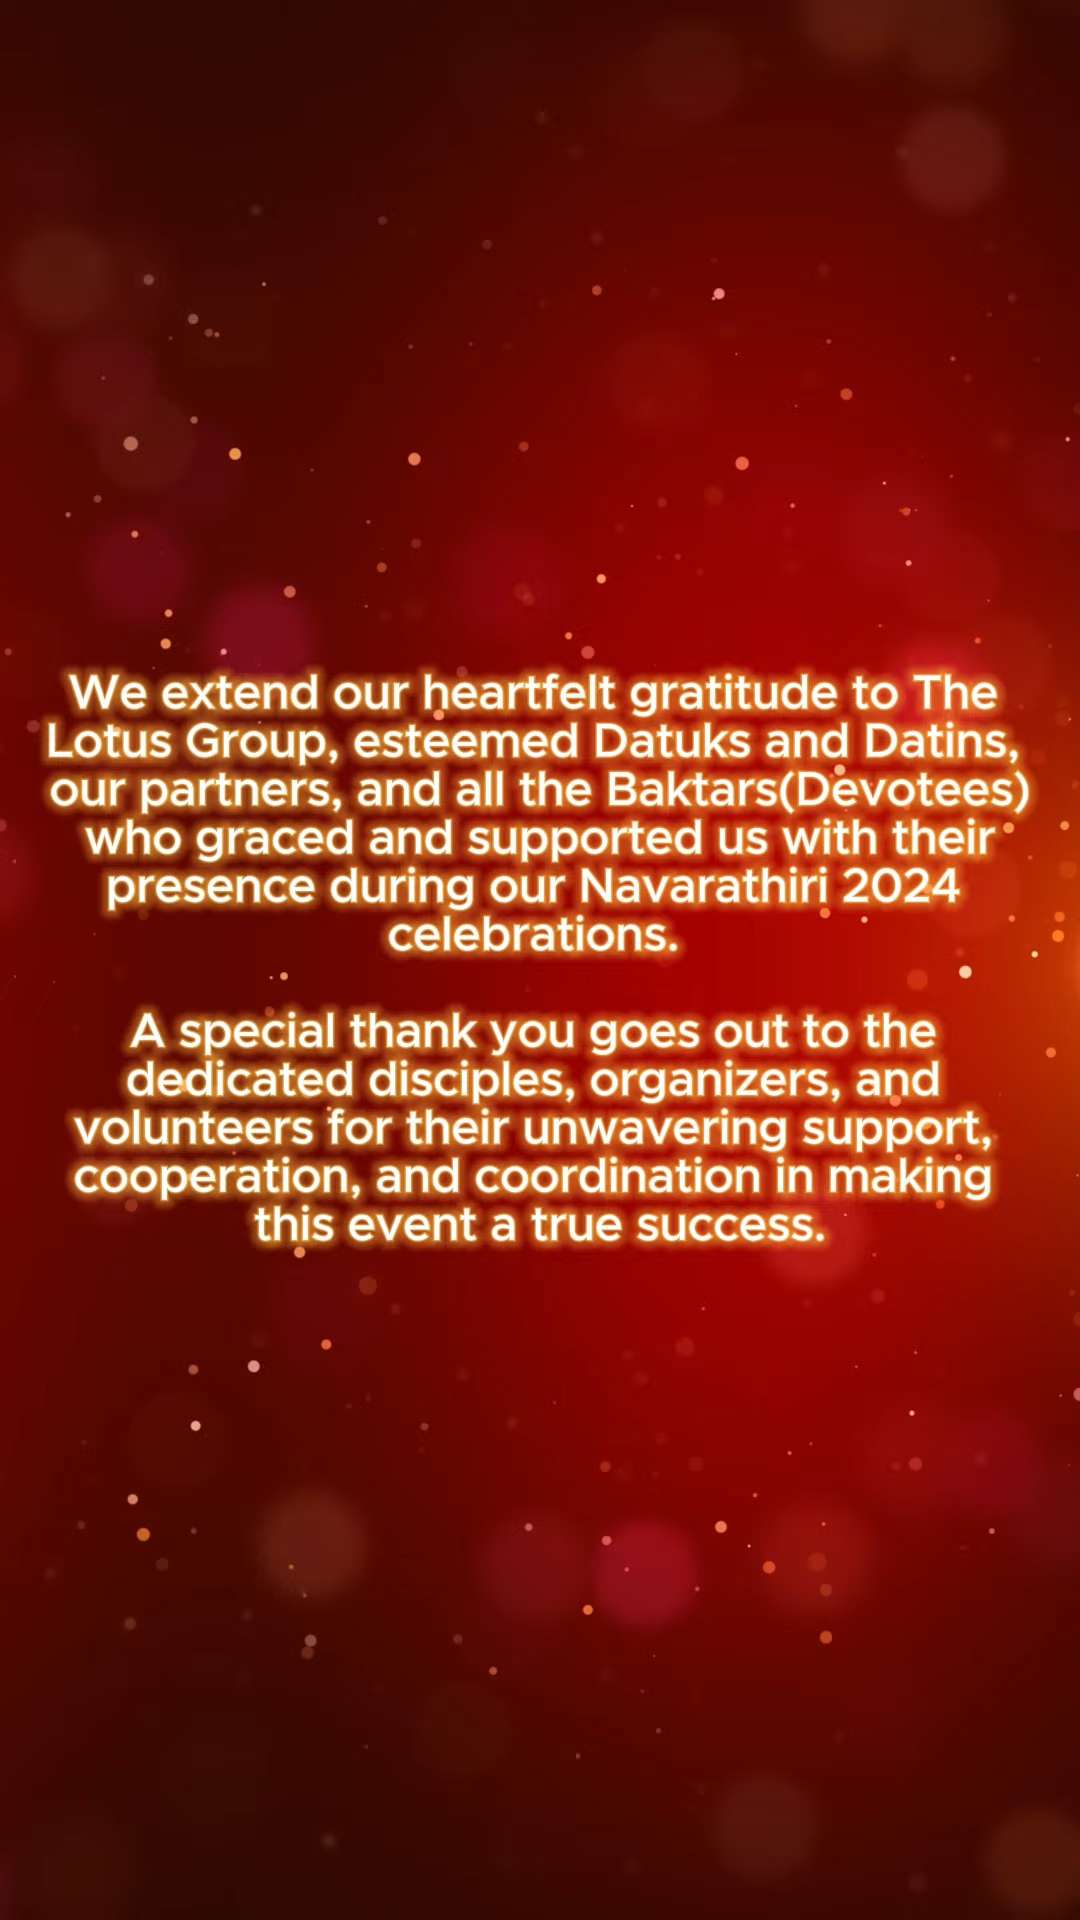 We extend our heartfelt gratitude to The
Lotus Group, esteemed Datuks and Datins,
our partners, and all the Baktars(Devotees)
who graced and supported us with their
presence during our Navarathiri 2024
celebrations.
A special thank you goes out to the
dedicated disciples, organizers, and
volunteers for their unwavering support,
cooperation, and coordination in making
this event a true success.